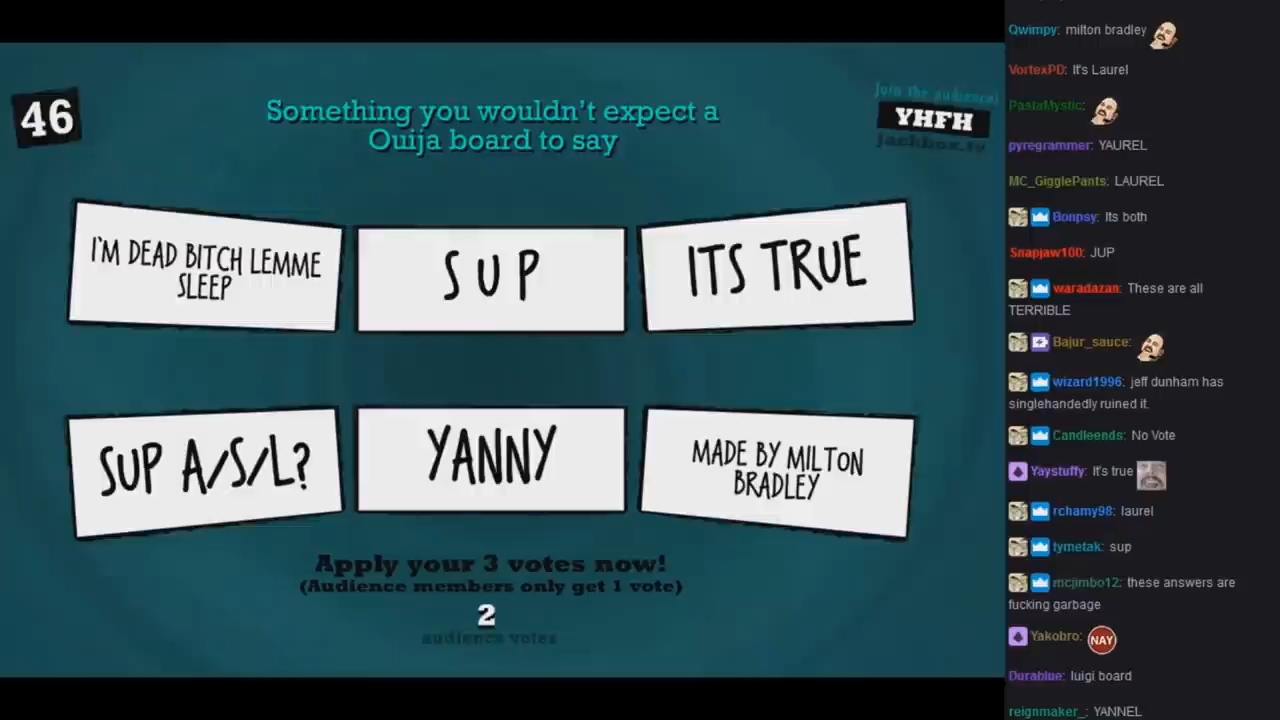 46
Something you wouldn't expect a
Ouija board to say
Join the audience!
YHFH
jackbox.tv
I'M DEAD BITCH LEMME
SLEEP
S U P
ITS TRUE
SUP A/S/L?
YANNY
MADE BY MILTON
BRADLEY
Apply your 3 votes now!
(Audience members only get 1 vote)
2
audience votes
Qwimpy: milton bradley
VortexPD: It's Laurel
PastaMystic:
pyregrammer: YAUREL
MC_GigglePants: LAUREL
Bonpsy: Its both
Snapjaw100: JUP
waradazan: These are all
TERRIBLE
Bajur_sauce:
wizard1996: jeff dunham has
singlehandedly ruined it.
Candleends: No Vote
Yaystuffy: It's true
rchamy98: laurel
tymetak: sup
mcjimbo12: these answers are
fucking garbage
Yakobro: NAY
Durablue: luigi board
reignmaker_: YANNEL